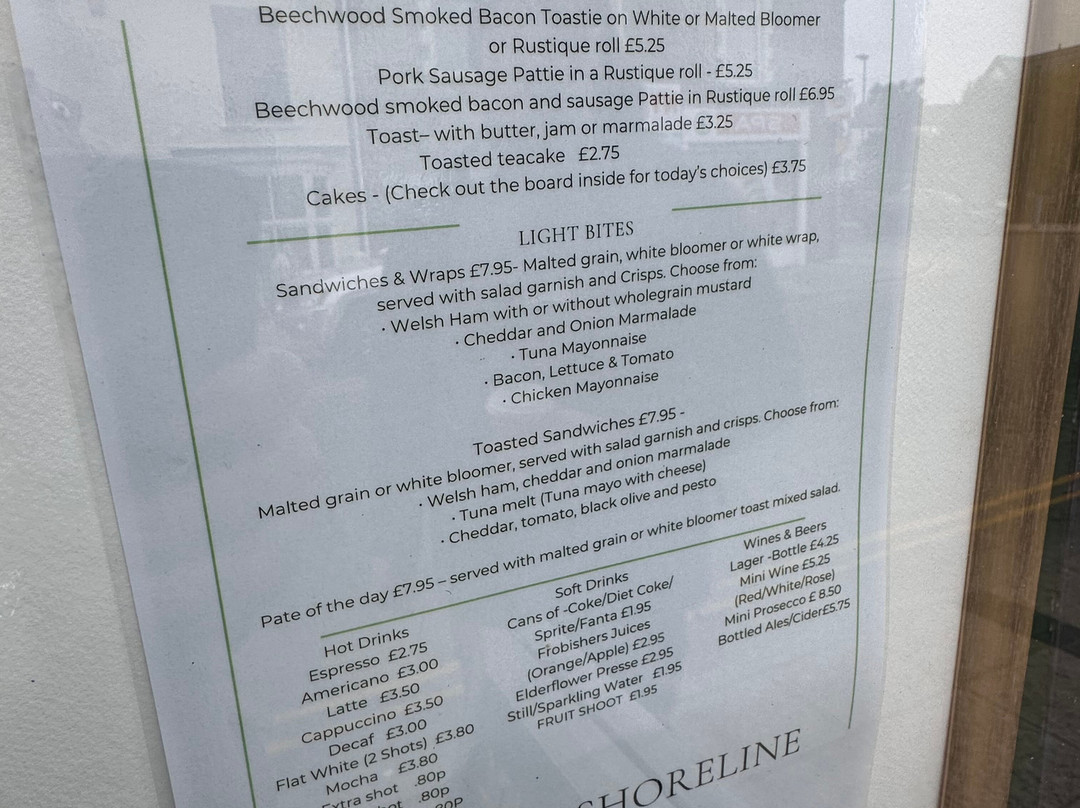 Beechwood Smoked Bacon Toastie on White or Malted Bloomer
or Rustique roll £5.25
Pork Sausage Pattie in a Rustique roll - £5.25
Beechwood smoked bacon and sausage Pattie in Rustique roll £6.95
Toast– with butter, jam or marmalade £3.25
Toasted teacake £2.75
Cakes - (Check out the board inside for today's choices) £3.75
LIGHT BITES
Sandwiches & Wraps £7.95- Malted grain, white bloomer or white wrap,
served with salad garnish and Crisps. Choose from:
· Welsh Ham with or without wholegrain mustard
· Cheddar and Onion Marmalade
· Tuna Mayonnaise
· Bacon, Lettuce & Tomato
· Chicken Mayonnaise
Toasted Sandwiches £7.95 -
Malted grain or white bloomer, served with salad garnish and crisps. Choose from:
· Welsh ham, cheddar and onion marmalade
· Tuna melt (Tuna mayo with cheese)
· Cheddar, tomato, black olive and pesto
Pate of the day £7.95 – served with malted grain or white bloomer toast mixed salad.
Hot Drinks
Espresso £2.75
Americano £3.00
Latte £3.50
Cappuccino £3.50
Decaf £3.00
Flat White (2 Shots) £3.80
Mocha £3.80
Extra shot .80p
.80p
Soft Drinks
Cans of -Coke/Diet Coke/
Sprite/Fanta £1.95
Frobishers Juices
(Orange/Apple) £2.95
Elderflower Presse £2.95
Still/Sparkling Water £1.95
FRUIT SHOOT £1.95
Wines & Beers
Lager -Bottle £4.25
Mini Wine £5.25
(Red/White/Rose)
Mini Prosecco £ 8.50
Bottled Ales/Cider£5.75
SHORELINE